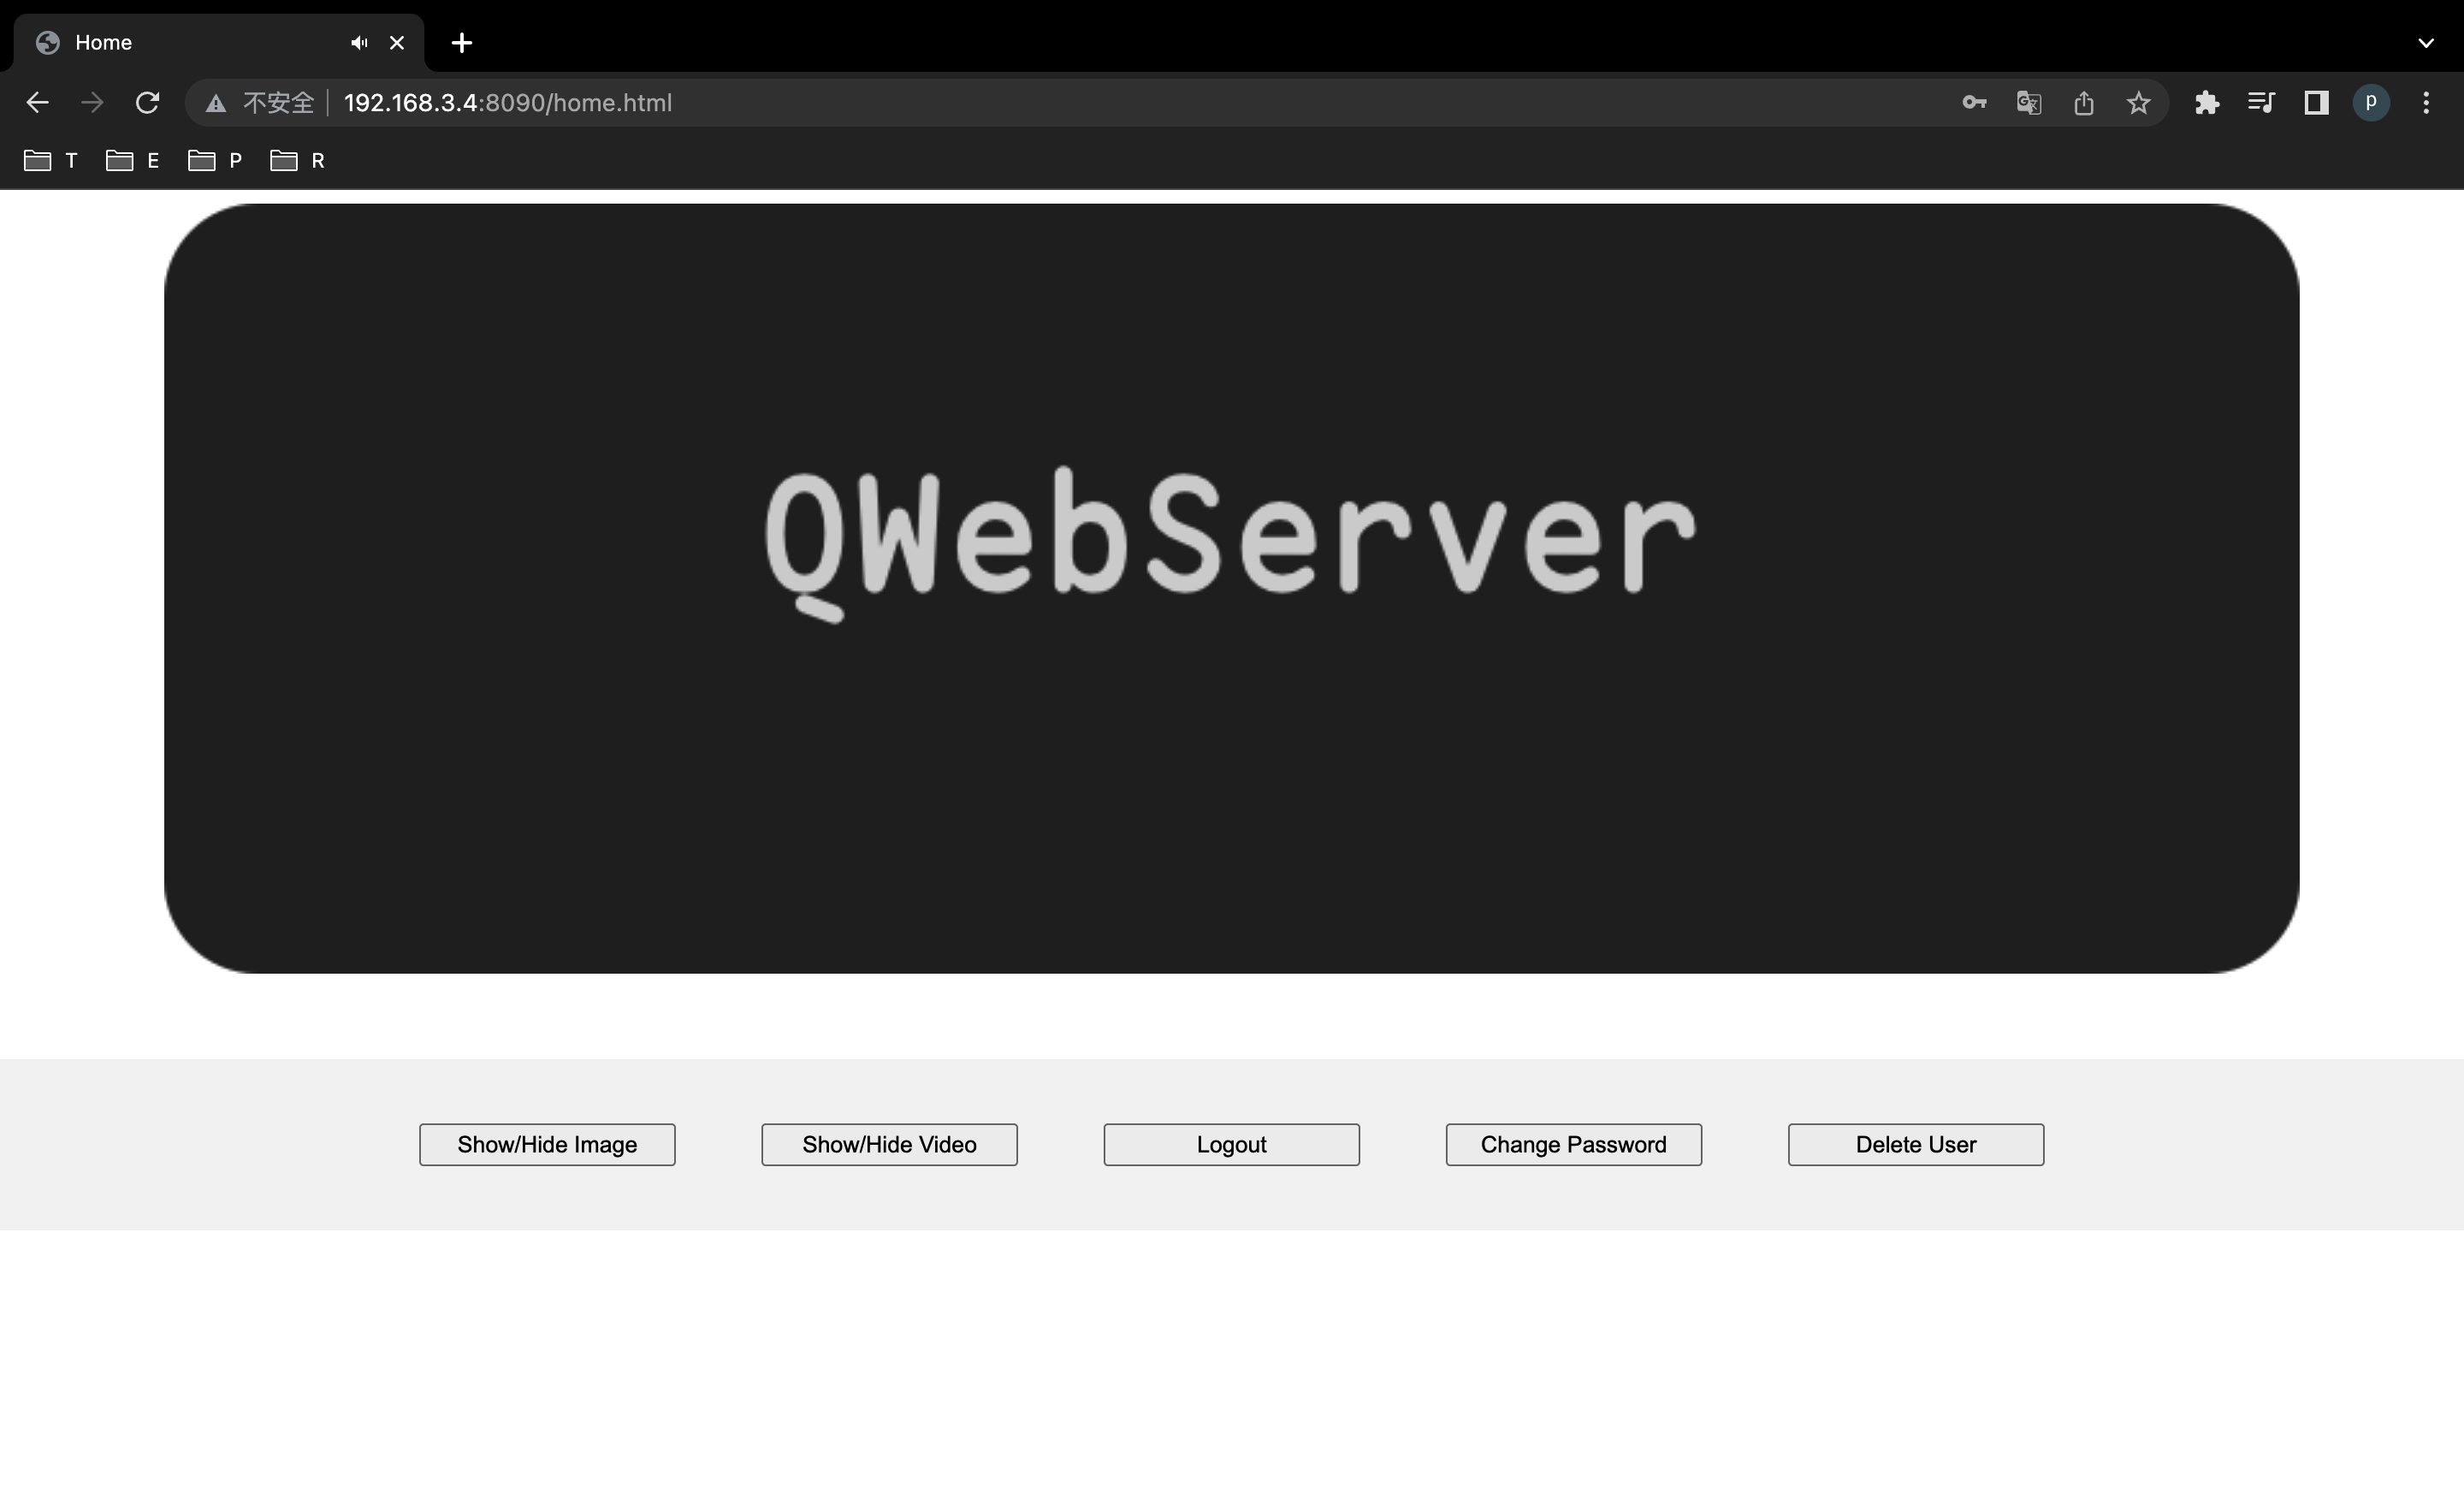 Home
不安全 192.168.3.4:8090/home.html p
T E P R
QWebServer
Show/Hide Image Show/Hide Video Logout Change Password Delete User